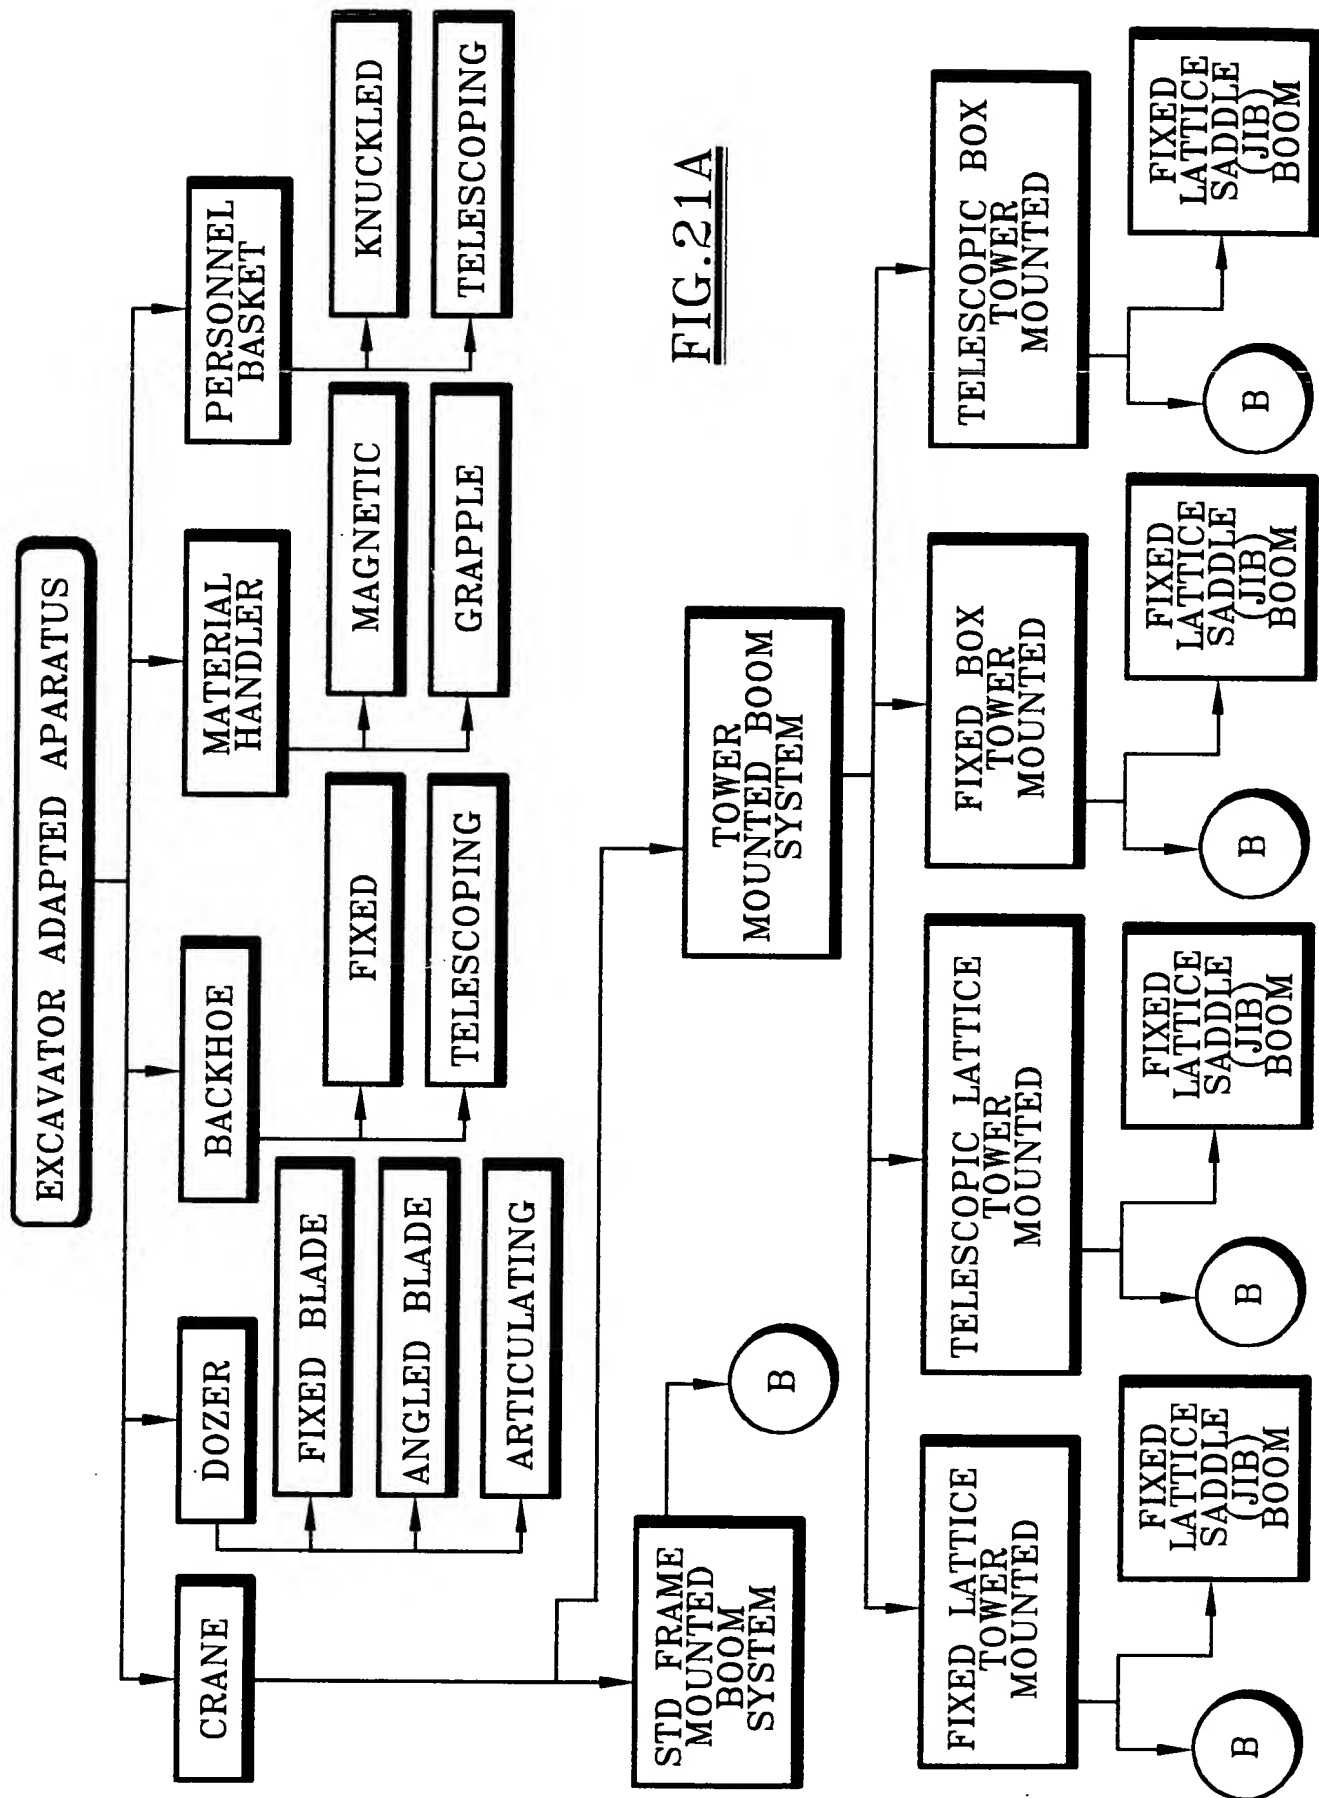 EXCAVATOR ADAPTED APPARATUS
CRANE
DOZER
BACKHOE
MATERIAL
HANDLER
PERSONNEL
BASKET
FIXED BLADE
ANGLED BLADE
ARTICULATING
FIXED
TELESCOPING
MAGNETIC
GRAPPLE
KNUCKLED
TELESCOPING
STD FRAME
MOUNTED
BOOM
SYSTEM
B
TOWER
MOUNTED BOOM
SYSTEM
FIG.21A
FIXED LATTICE
TOWER
MOUNTED
TELESCOPIC LATTICE
TOWER
MOUNTED
FIXED BOX
TOWER
MOUNTED
TELESCOPIC BOX
TOWER
MOUNTED
B
FIXED
LATTICE
SADDLE
(JIB)
BOOM
B
FIXED
LATTICE
SADDLE
(JIB)
BOOM
B
FIXED
LATTICE
SADDLE
(JIB)
BOOM
B
FIXED
LATTICE
SADDLE
(JIB)
BOOM